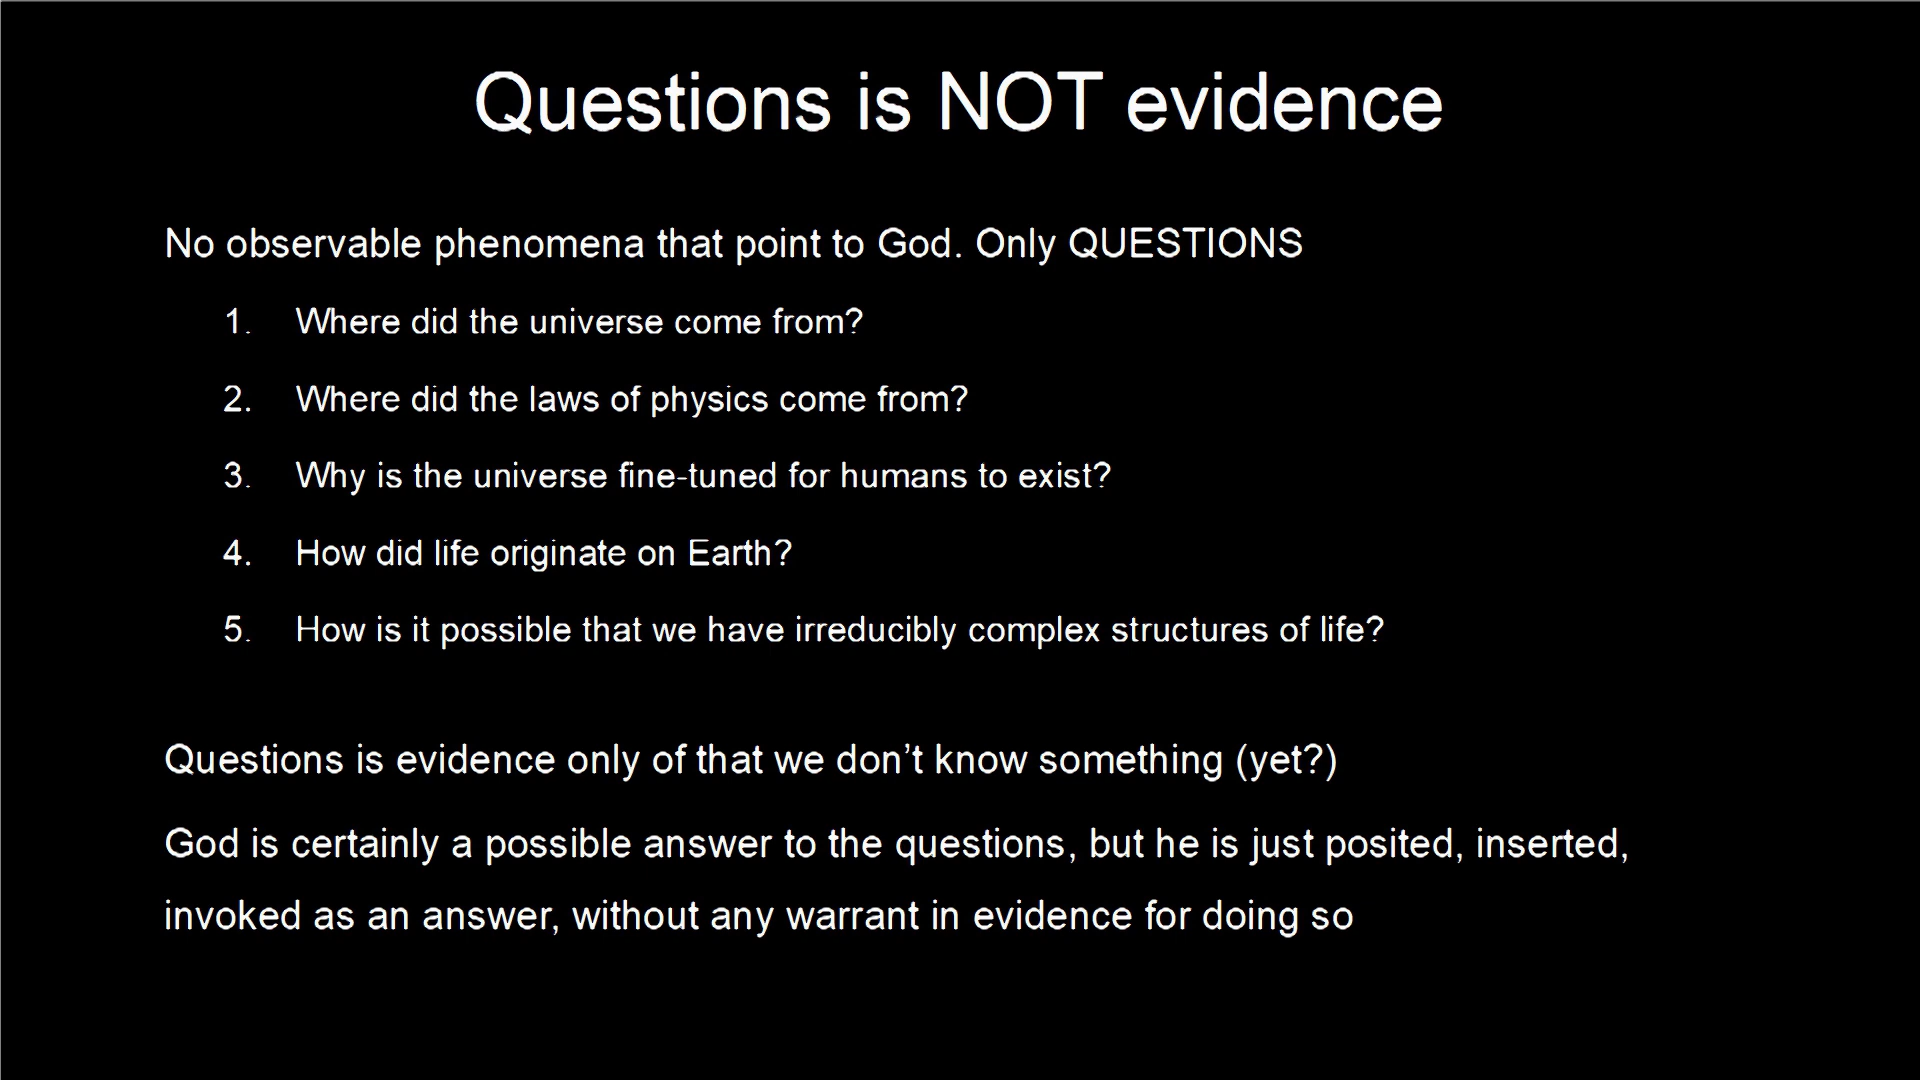 Questions is NOT evidence
No observable phenomena that point to God. Only QUESTIONS
1. Where did the universe come from?
2. Where did the laws of physics come from?
3. Why is the universe fine-tuned for humans to exist?
4. How did life originate on Earth?
5. How is it possible that we have irreducibly complex structures of life?
Questions is evidence only of that we don’t know something (yet?)
God is certainly a possible answer to the questions, but he is just posited, inserted,
invoked as an answer, without any warrant in evidence for doing so